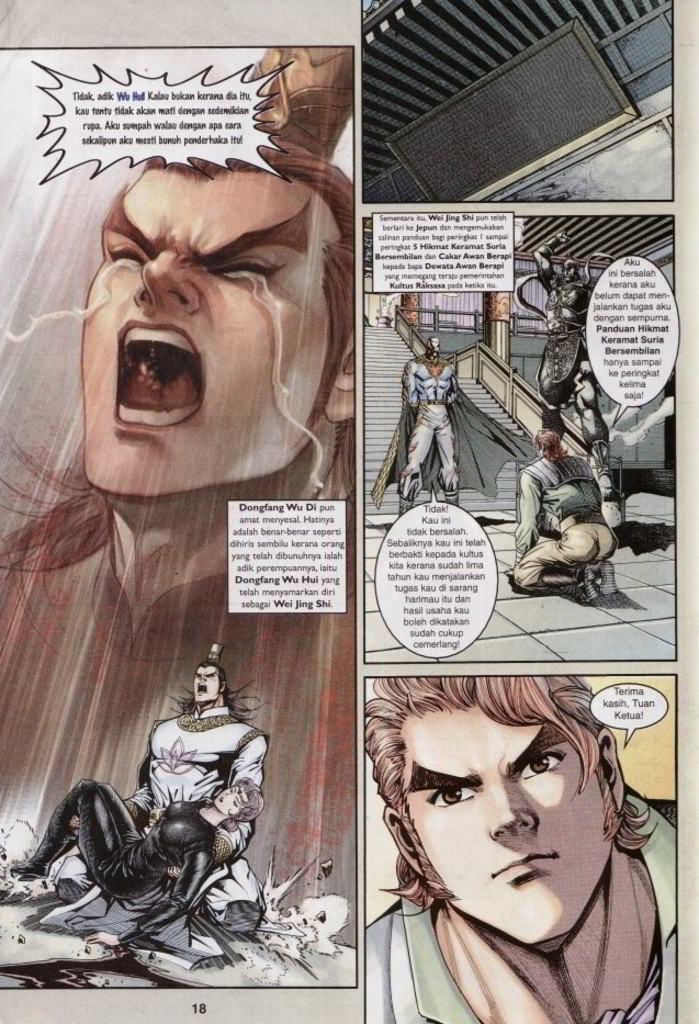 Tidak, adik Wu Hui! Kalau bukan kerana dia itu,
kau tentu tidak akan mati dengan sedemikian
rupa. Aku sumpah walau dengan apa cara
sekalipun aku mesti bunuh penderhaka itu!
Dongfang Wu Di pun
amat menyesal. Hatinya
adalah benar-benar seperti
dihiris sembilu kerana orang
yang telah dibunuhnya ialah
adik perempuannya, iaitu
Dongfang Wu Hui yang
telah menyamarkan diri
sebagai Wei Jing Shi.
Sementara itu, Wei Jing Shi pun telah
berlari ke Jepun dan mengemukakan
salinan panduan bagi peringkat 1 sampai
peringkat 5 Hikmat Keramat Suria
Bersembilan dan Cakar Awan Berapi
kepada bapa Dewata Awan Berapi
yang memegang teraju pemerintahan
Kultus Raksasa pada ketika itu.
Aku
ini bersalah
kerana aku
belum dapat men-
jalankan tugas aku
dengan sempurna.
Panduan Hikmat
Keramat Suria
Bersembilan
hanya sampai
ke peringkat
kelima
saja!
Tidak!
Kau ini
tidak bersalah.
Sebaliknya kau ini telah
berbakti kepada kultus
kita kerana sudah lima
tahun kau menjalankan
tugas kau di sarang
harimau itu dan
hasil usaha kau
boleh dikatakan
sudah cukup
cemerlang!
Terima
kasih, Tuan
Ketua!
18